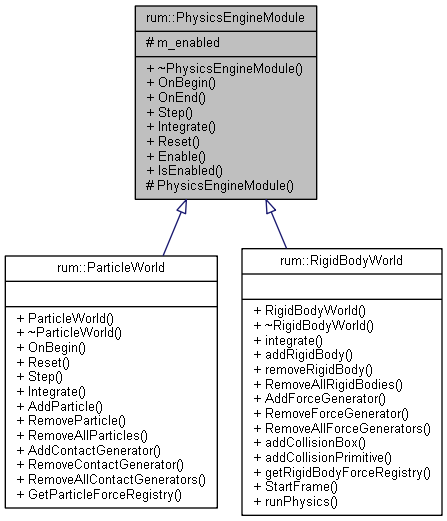 rum::PhysicsEngineModule
# m_enabled
+ ~PhysicsEngineModule()
+ OnBegin()
+ OnEnd()
+ Step()
+ Integrate()
+ Reset()
+ Enable()
+ IsEnabled()
# PhysicsEngineModule()
rum::ParticleWorld
+ ParticleWorld()
+ ~ParticleWorld()
+ OnBegin()
+ Reset()
+ Step()
+ Integrate()
+ AddParticle()
+ RemoveParticle()
+ RemoveAllParticles()
+ AddContactGenerator()
+ RemoveContactGenerator()
+ RemoveAllContactGenerators()
+ GetParticleForceRegistry()
rum::RigidBodyWorld
+ RigidBodyWorld()
+ ~RigidBodyWorld()
+ integrate()
+ addRigidBody()
+ removeRigidBody()
+ RemoveAllRigidBodies()
+ AddForceGenerator()
+ RemoveForceGenerator()
+ RemoveAllForceGenerators()
+ addCollisionBox()
+ addCollisionPrimitive()
+ getRigidBodyForceRegistry()
+ StartFrame()
+ runPhysics()